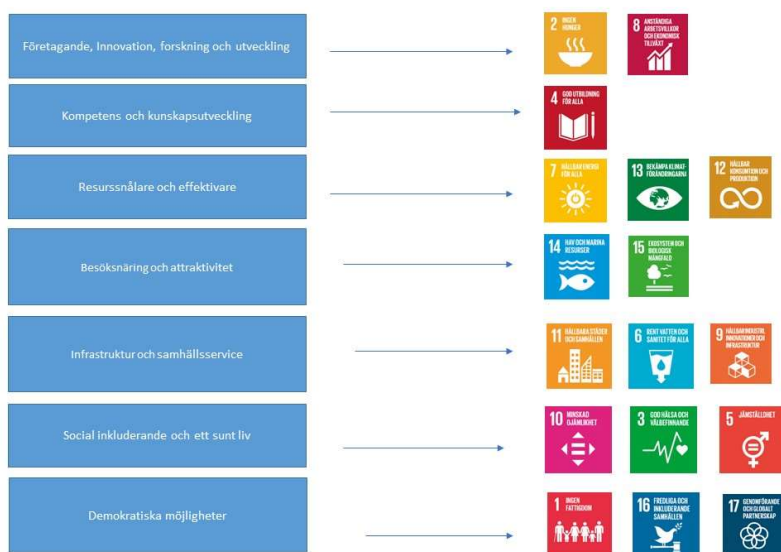 Företagande, Innovation, forskning och utveckling
2 INGEN
HUNGER
8 ANSTÄNDIGA
ARBETSVILLKOR
OCH EKONOMISK
TILLVÄXT
Kompetens och kunskapsutveckling
4 GOD UTBILDNING
FÖR ALLA
Resurssnålare och effektivare
7 HÅLLBAR ENERGI
FÖR ALLA
13 BEKÄMPA KLIMAT-
FÖRÄNDRINGARNA
12 HÅLLBAR
KONSUMTION OCH
PRODUKTION
Besöksnäring och attraktivitet
14 HAV OCH MARINA
RESURSER
15 EKOSYSTEM OCH
BIOLOGISK
MÅNGFALD
Infrastruktur och samhällsservice
11 HÅLLBARA STÄDER
OCH SAMHÄLLEN
6 RENT VATTEN OCH
SANITET FÖR ALLA
9 HÅLLBAR INDUSTRI,
INNOVATIONER OCH
INFRASTRUKTUR
Social inkluderande och ett sunt liv
10 MINSKAD
OJÄMLIKHET
3 GOD HÄLSA OCH
VÄLBEFINNANDE
5 JÄMSTÄLLDHET
Demokratiska möjligheter
1 INGEN
FATTIGDOM
16 FREDLIGA OCH
INKLUDERANDE
SAMHÄLLEN
17 GENOMFÖRANDE
OCH GLOBALT
PARTNERSKAP